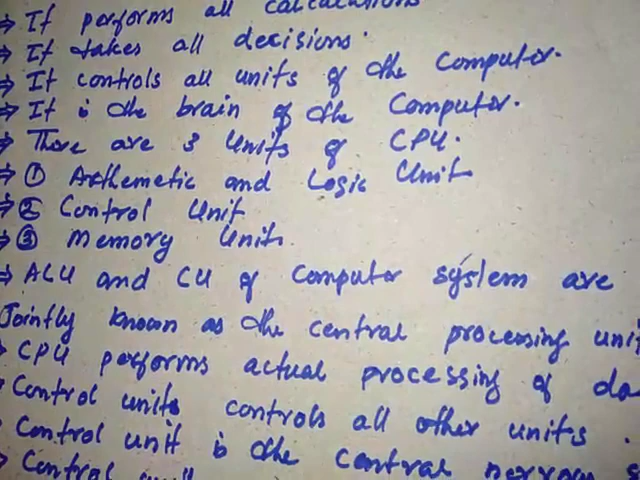 ⇒ It performs all calculations
⇒ It takes all decisions.
⇒ It controls all units of the Computer.
⇒ It is the brain of the Computer.
⇒ There are 3 Units of CPU.
⇒ ① Arthemetic and Logic Unit
⇒ ② Control Unit
⇒ ③ Memory Unit.
⇒ ALU and CU of Computer system are
Jointly known as the central processing unit
→ CPU performs actual processing of da
Control units controls all other units.
Control unit is the Central nervous s
→ Control